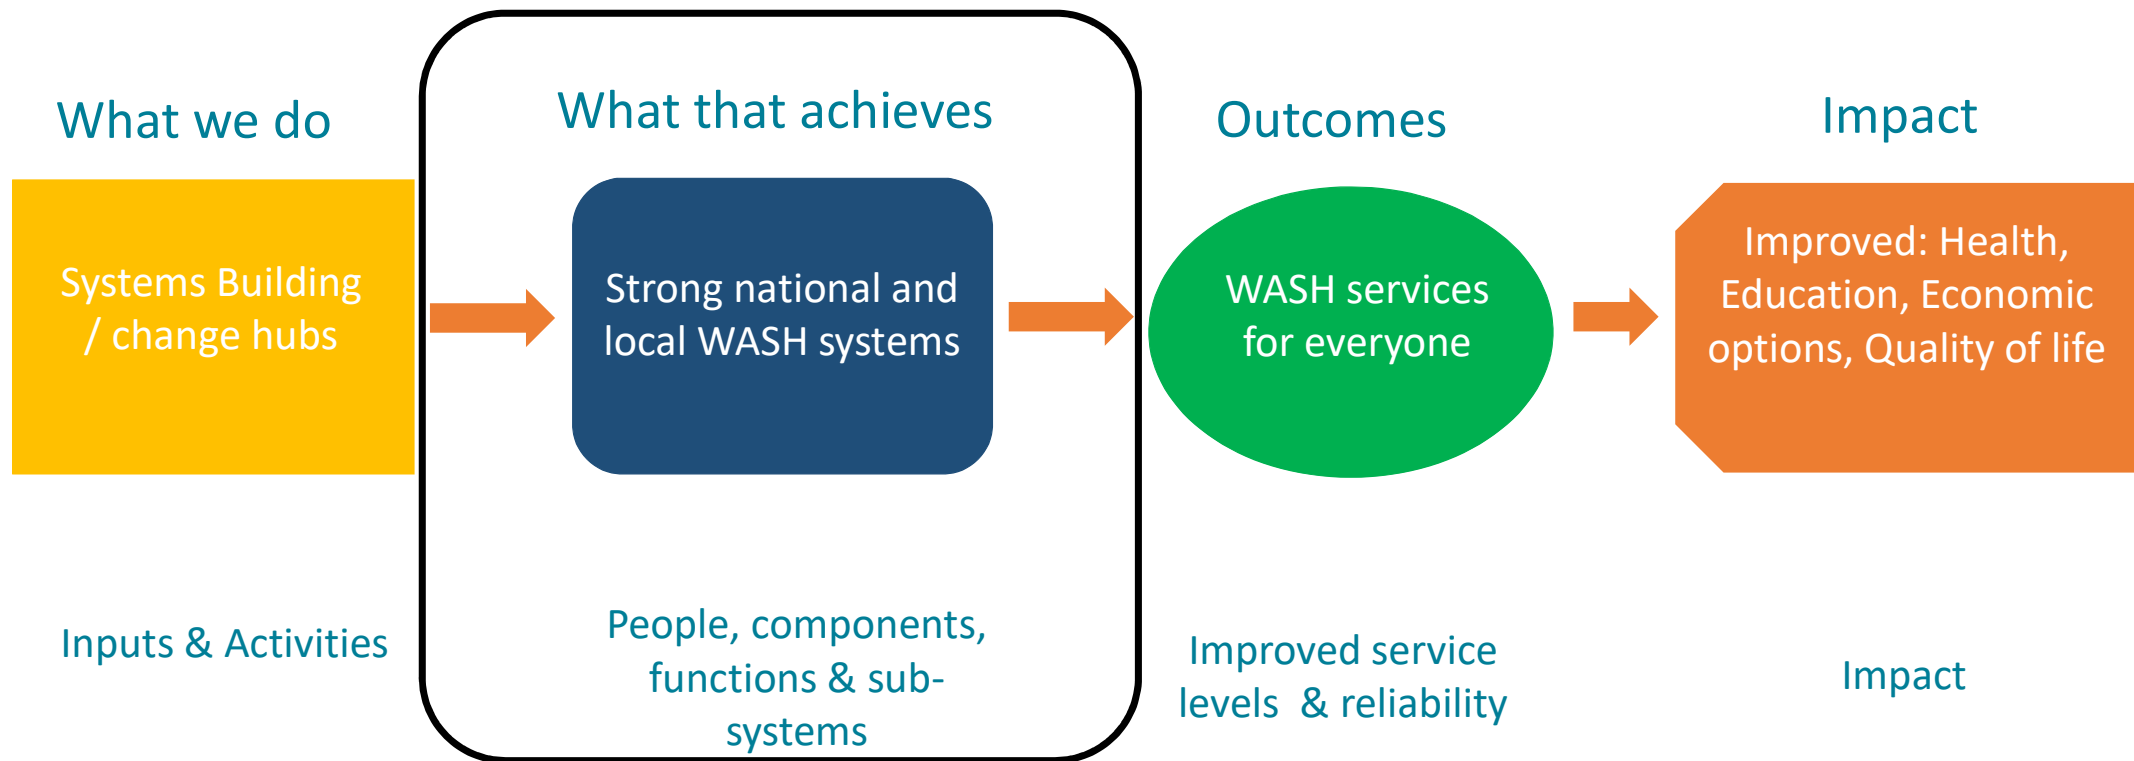 What we do
Systems Building
/ change hubs
Inputs & Activities
What that achieves
Strong national and
local WASH systems
People, components,
functions & sub-
systems
Outcomes
WASH services
for everyone
Improved service
levels & reliability
Impact
Improved: Health,
Education, Economic
options, Quality of life
Impact